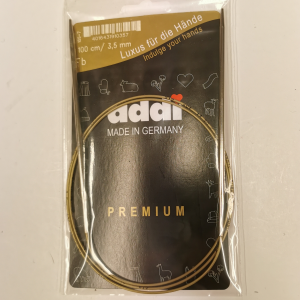 100 cm/ 3,5 mm
b
Luxus für die Hände
Indulge your hands
addi
MADE IN GERMANY
PREMIUM